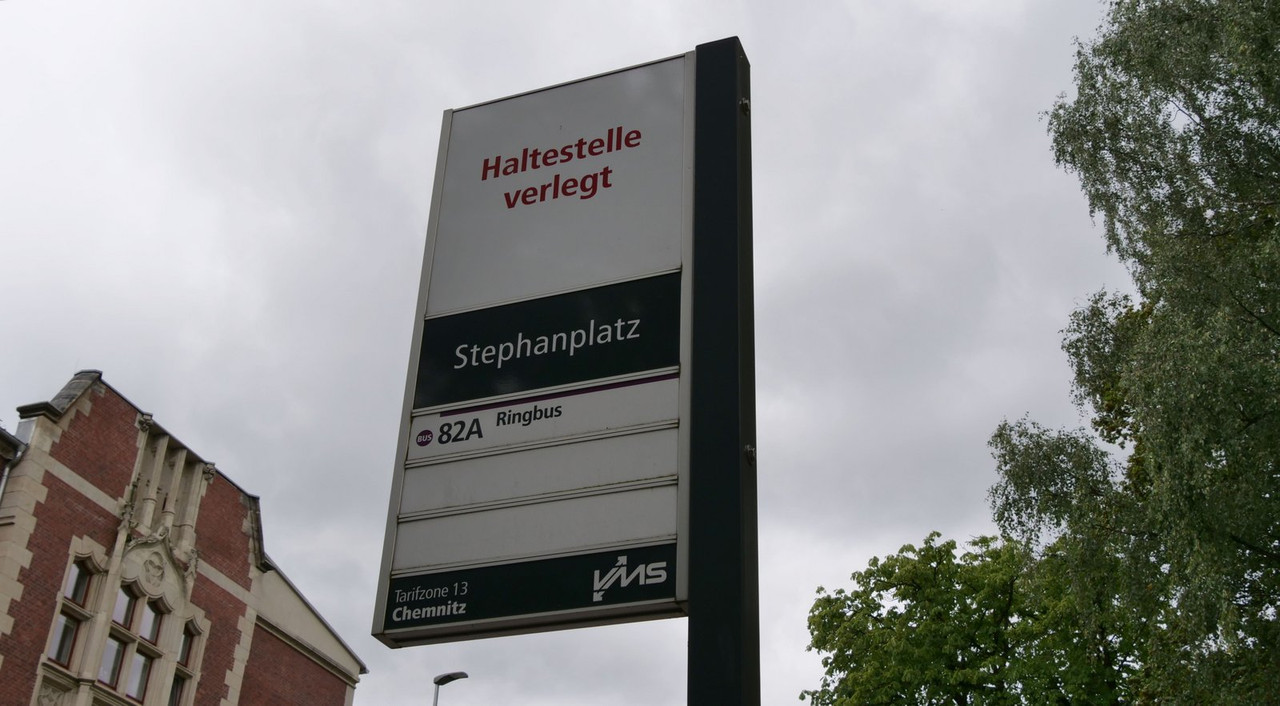 Haltestelle
verlegt
Stephanplatz
BUS 82A Ringbus
Tarifzone 13
Chemnitz
VMS